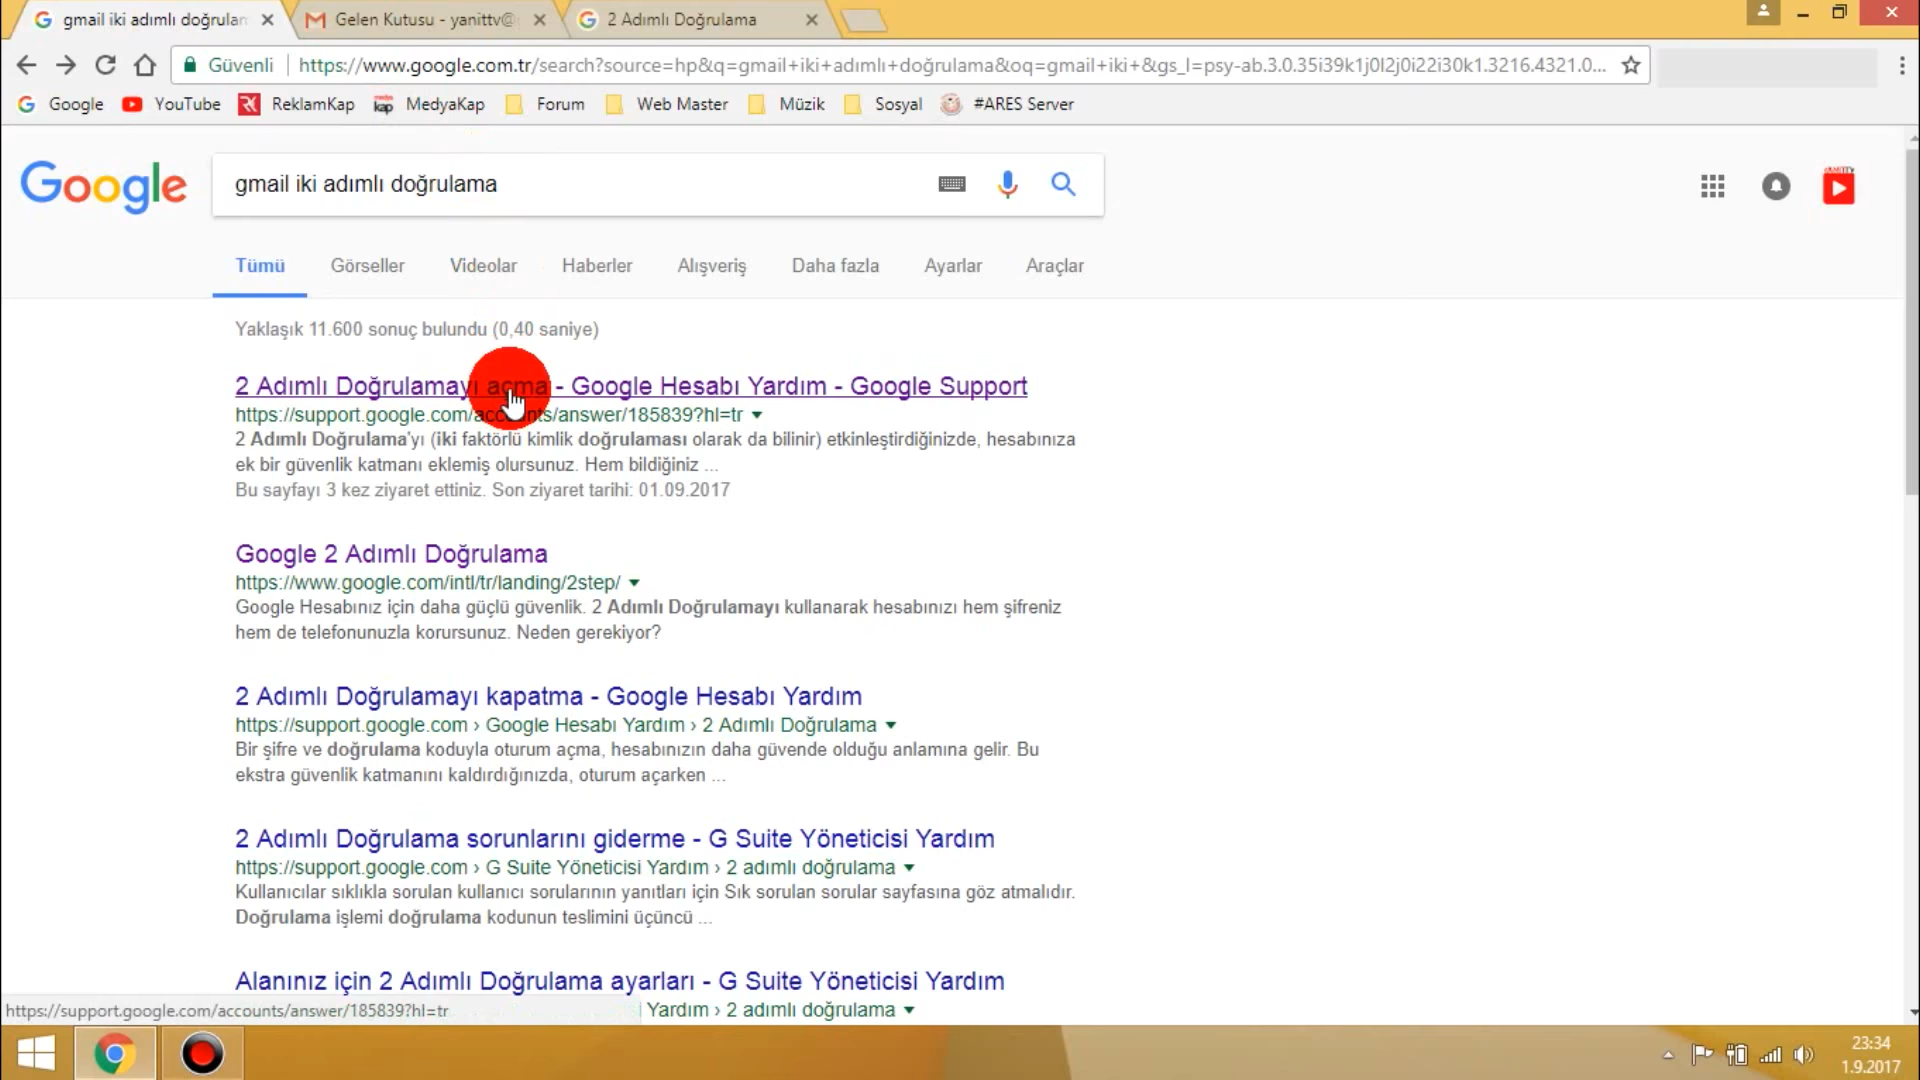 gmail iki adımlı doğrulan
Gelen Kutusu - yanittv@
2 Adımlı Doğrulama
Güvenli
https://www.google.com.tr/search?source=hp&q=gmail+iki+adımlı+doğrulama&oq=gmail+iki+&gs_l=psy-ab.3.0.35i39k1j0l2j0i22i30k1.3216.4321.0...
Google YouTube ReklamKap MedyaKap Forum Web Master Müzik Sosyal #ARES Server
Google
gmail iki adımlı doğrulama
Tümü Görseller Videolar Haberler Alışveriş Daha fazla Ayarlar Araçlar
Yaklaşık 11.600 sonuç bulundu (0,40 saniye)
2 Adımlı Doğrulamayı açma - Google Hesabı Yardım - Google Support
https://support.google.com/accounts/answer/185839?hl=tr
2 Adımlı Doğrulama'yı (iki faktörlü kimlik doğrulaması olarak da bilinir) etkinleştirdiğinizde, hesabınıza
ek bir güvenlik katmanı eklemiş olursunuz. Hem bildiğiniz ...
Bu sayfayı 3 kez ziyaret ettiniz. Son ziyaret tarihi: 01.09.2017
Google 2 Adımlı Doğrulama
https://www.google.com/intl/tr/landing/2step/
Google Hesabınız için daha güçlü güvenlik. 2 Adımlı Doğrulamayı kullanarak hesabınızı hem şifreniz
hem de telefonunuzla korursunuz. Neden gerekiyor?
2 Adımlı Doğrulamayı kapatma - Google Hesabı Yardım
https://support.google.com › Google Hesabı Yardım › 2 Adımlı Doğrulama
Bir şifre ve doğrulama koduyla oturum açma, hesabınızın daha güvende olduğu anlamına gelir. Bu
ekstra güvenlik katmanını kaldırdığınızda, oturum açarken ...
2 Adımlı Doğrulama sorunlarını giderme - G Suite Yöneticisi Yardım
https://support.google.com › G Suite Yöneticisi Yardım › 2 adımlı doğrulama
Kullanıcılar sıklıkla sorulan kullanıcı sorularının yanıtları için Sık sorulan sorular sayfasına göz atmalıdır.
Doğrulama işlemi doğrulama kodunun teslimini üçüncü ...
Alanınız için 2 Adımlı Doğrulama ayarları - G Suite Yöneticisi Yardım
https://support.google.com/accounts/answer/185839?hl=tr
Yardım › 2 adımlı doğrulama
23:34
1.9.2017